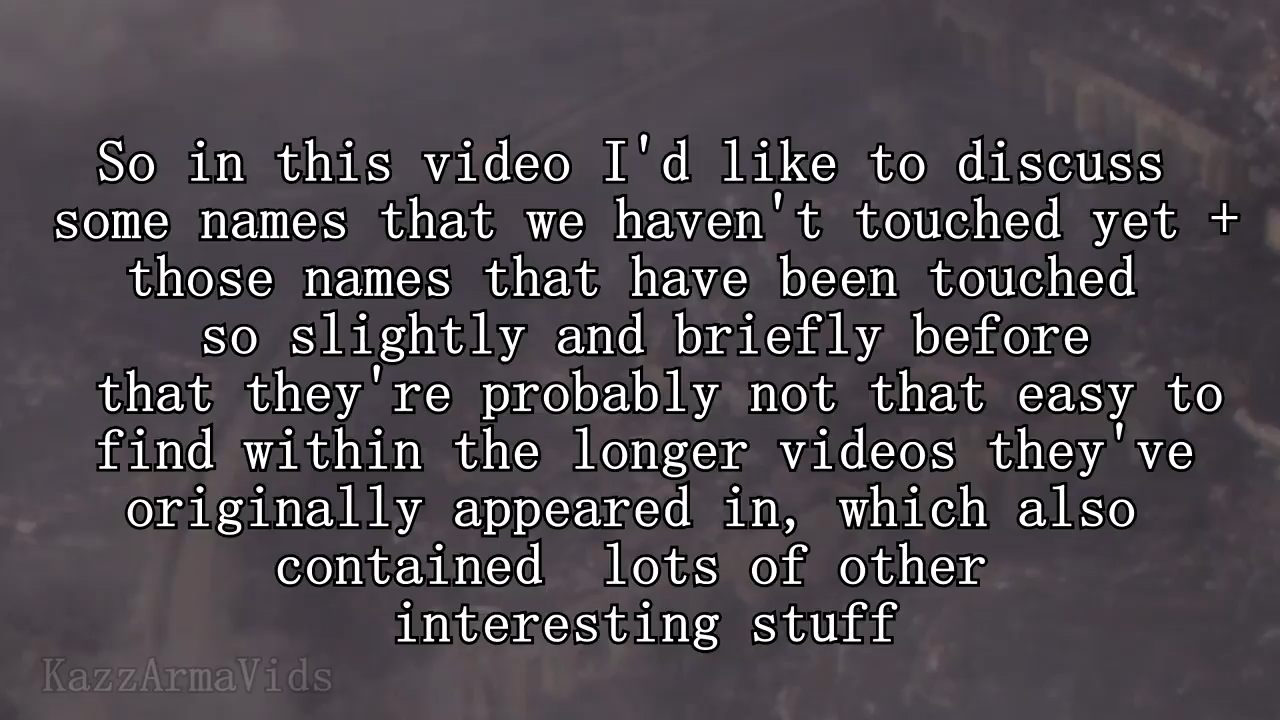 So in this video I'd like to discuss
some names that we haven't touched yet +
those names that have been touched
so slightly and briefly before
that they're probably not that easy to
find within the longer videos they've
originally appeared in, which also
contained  lots of other
interesting stuff
KazzArmaVids